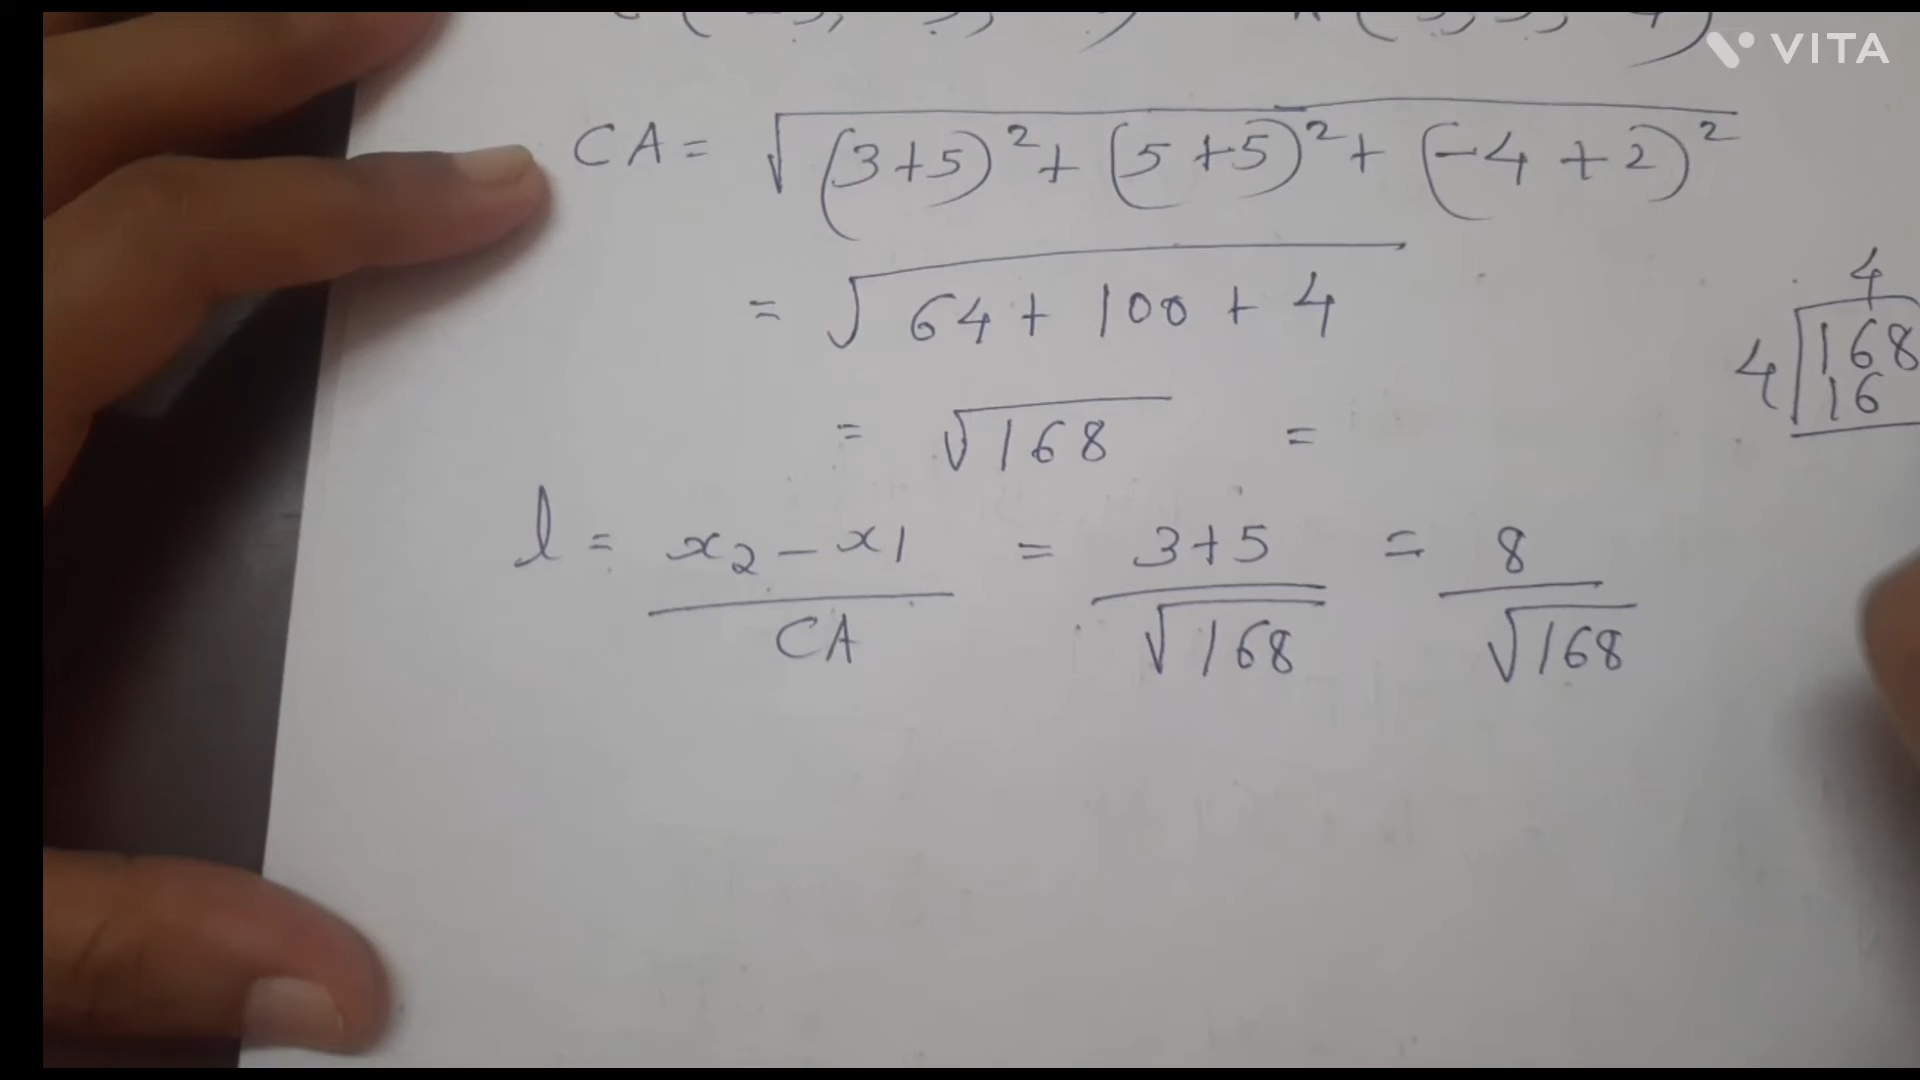 VITA
CA = √(3+5)² + (5+5)² + (-4+2)²
= √64 + 100 + 4
4
4 168
16
= √168 =
l = x2 - x1 / CA = 3+5 / √168 = 8 / √168